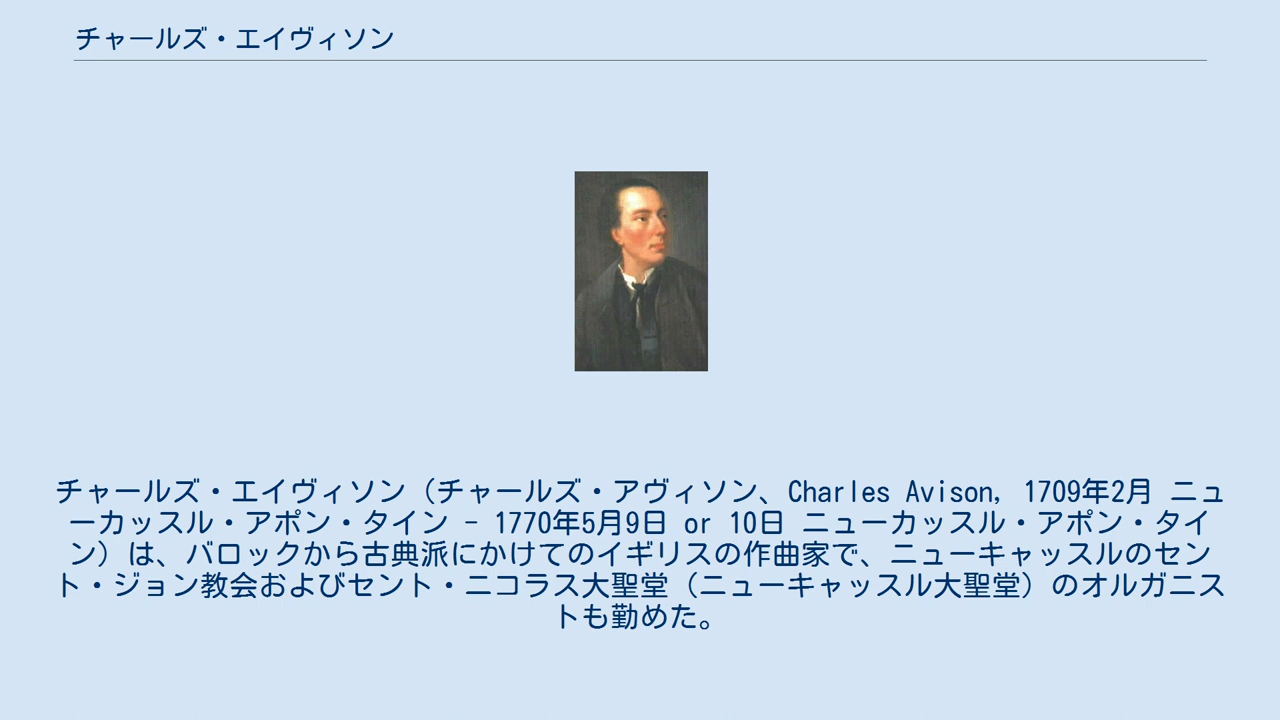 チャールズ・エイヴィソン
チャールズ・エイヴィソン（チャールズ・アヴィソン、Charles Avison, 1709年2月 ニュ
ーカッスル・アポン・タイン - 1770年5月9日 or 10日 ニューカッスル・アポン・タイ
ン）は、バロックから古典派にかけてのイギリスの作曲家で、ニューキャッスルのセン
ト・ジョン教会およびセント・ニコラス大聖堂（ニューキャッスル大聖堂）のオルガニス
トも勤めた。